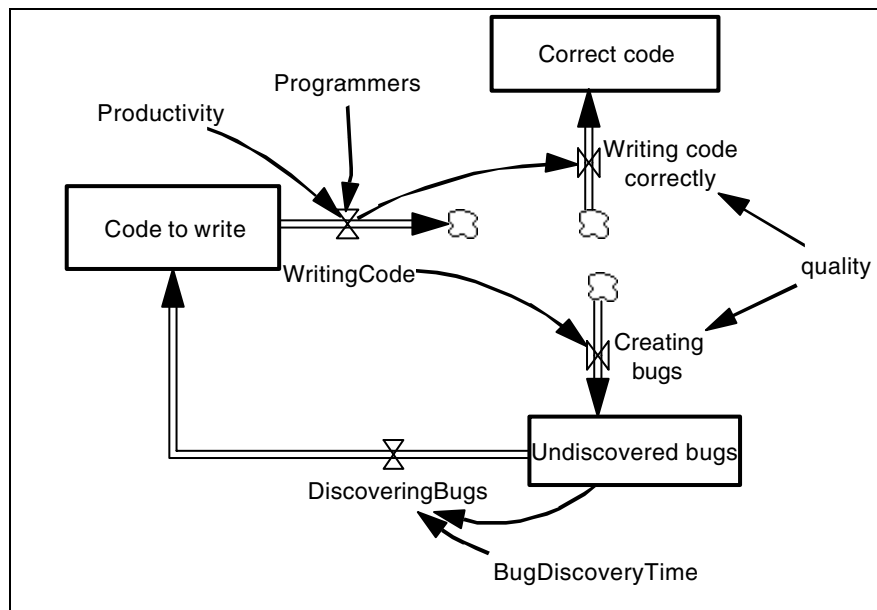 Correct code
Programmers
Productivity
Writing code
correctly
Code to write
WritingCode
quality
Creating
bugs
Undiscovered bugs
DiscoveringBugs
BugDiscoveryTime